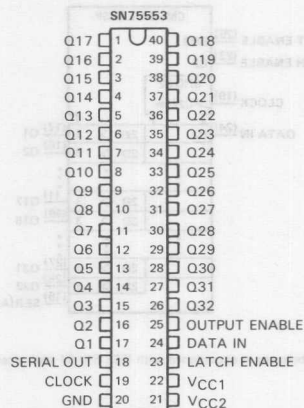 SN75553
Q17 1 40 Q18
Q16 2 39 Q19
Q15 3 38 Q20
Q14 4 37 Q21
Q13 5 36 Q22
Q12 6 35 Q23
Q11 7 34 Q24
Q10 8 33 Q25
Q9 9 32 Q26
Q8 10 31 Q27
Q7 11 30 Q28
Q6 12 29 Q29
Q5 13 28 Q30
Q4 14 27 Q31
Q3 15 26 Q32
Q2 16 25 OUTPUT ENABLE
Q1 17 24 DATA IN
SERIAL OUT 18 23 LATCH ENABLE
CLOCK 19 22 VCC1
GND 20 21 VCC2